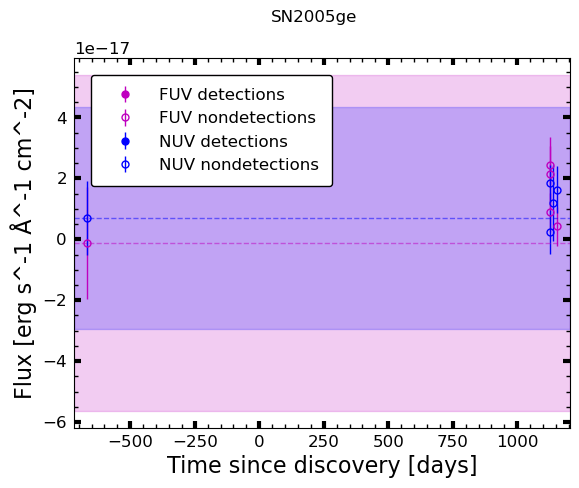 SN2005ge
1e−17
FUV detections
FUV nondetections
NUV detections
NUV nondetections
4
2
0
−2
−4
−6
Flux [erg s^-1 Å^-1 cm^-2]
−500
−250
0
250
500
750
1000
Time since discovery [days]